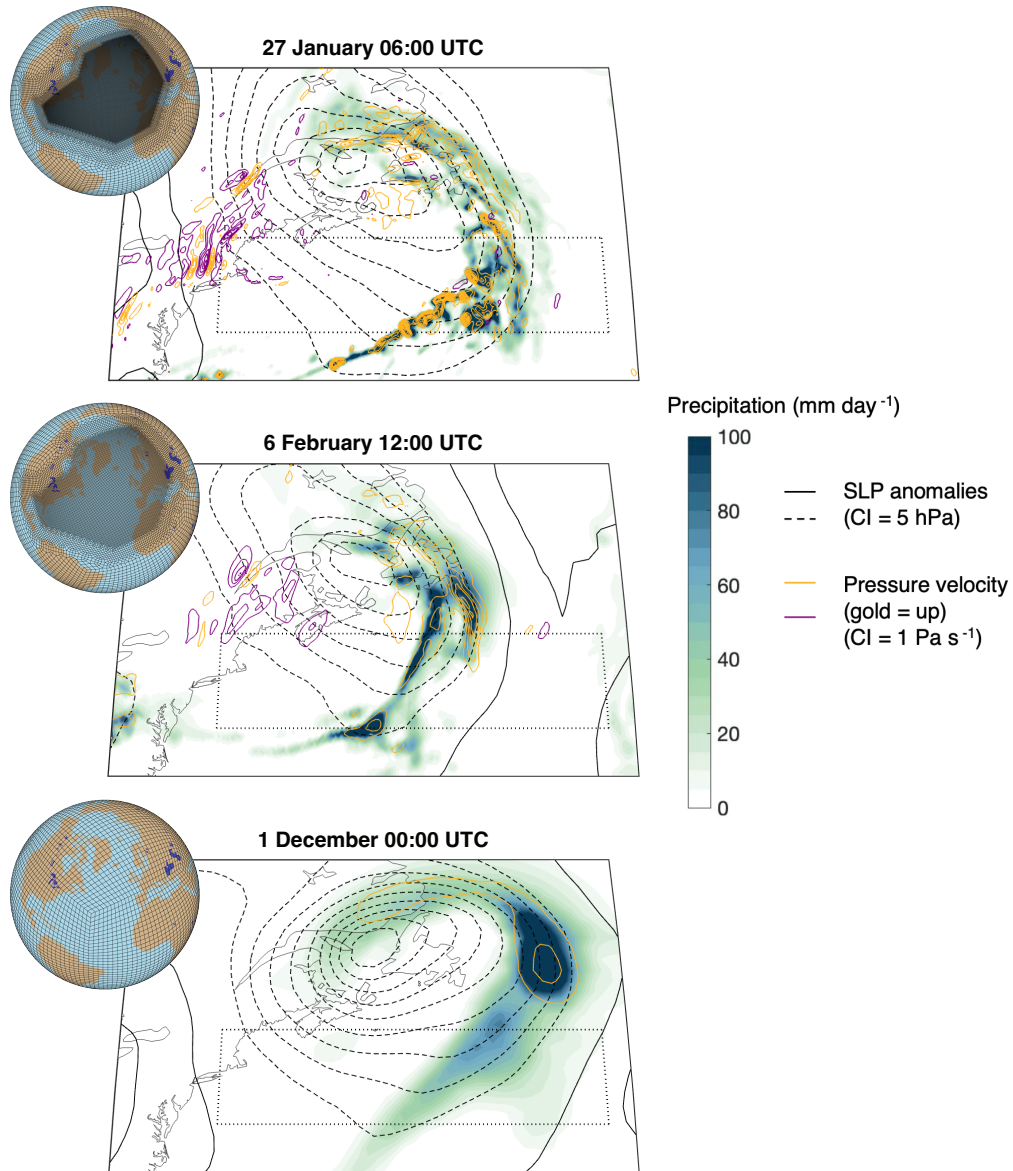 27 January 06:00 UTC
6 February 12:00 UTC
1 December 00:00 UTC
Precipitation (mm day⁻¹)
100
80
60
40
20
0
SLP anomalies
(CI = 5 hPa)
Pressure velocity
(gold = up)
(CI = 1 Pa s⁻¹)